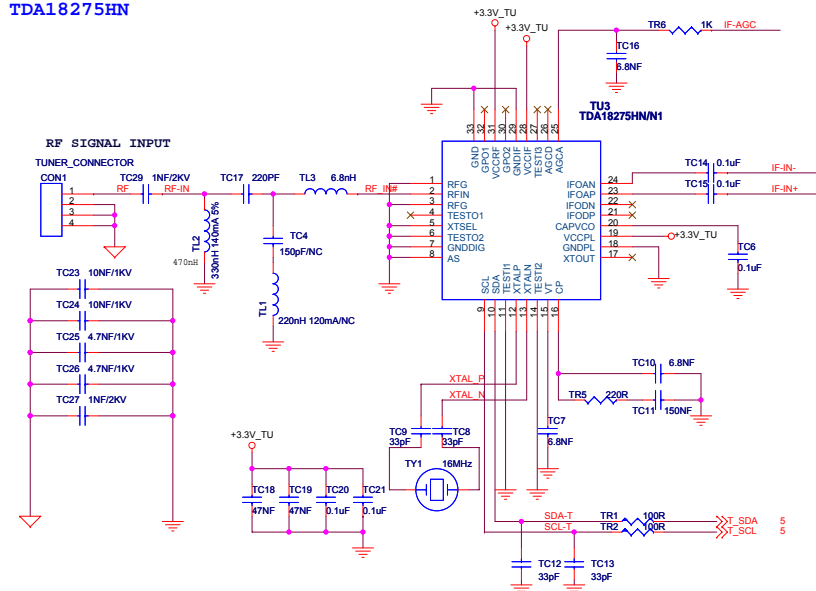 TDA18275HN
+3.3V_TU
+3.3V_TU
TR6 1K IF-AGC
TC16
6.8NF
TU3
TDA18275HN/N1
33 32 31 30 29 28 27 26 25
GND GPO1 VCCRF GPO2 GNDIF VCCIF TESTI3 AGCD AGCA
RF SIGNAL INPUT
TUNER_CONNECTOR
CON1
1
2
3
4
RF
TC29 1NF/2KV
RF-IN
TC17 220PF
TL3 6.8nH
RF_IN#
TL2
330nH 140mA 5%
470nH
TC4
150pF/NC
TL1
220nH 120mA/NC
1 RFG
2 RFIN
3 RFG
4 TESTO1
5 XTSEL
6 TESTO2
7 GNDDIG
8 AS
IFOAN 24
IFOAP 23
IFODN 22
IFODP 21
CAPVCO 20
VCCPL 19
GNDPL 18
XTOUT 17
TC14 0.1uF IF-IN-
TC15 0.1uF IF-IN+
+3.3V_TU
TC6
0.1uF
SCL SDA TESTI1 XTALP XTALN TESTI2 VT CP
9 10 11 12 13 14 15 16
TC23 10NF/1KV
TC24 10NF/1KV
TC25 4.7NF/1KV
TC26 4.7NF/1KV
TC27 1NF/2KV
XTAL_P
XTAL_N
TC10 6.8NF
TR5 220R
TC11 150NF
TC9
33pF
TC8
33pF
TC7
6.8NF
TY1 16MHz
+3.3V_TU
TC18
47NF
TC19
47NF
TC20
0.1uF
TC21
0.1uF
SDA-T TR1 100R T_SDA 5
SCL-T TR2 100R T_SCL 5
TC12
33pF
TC13
33pF